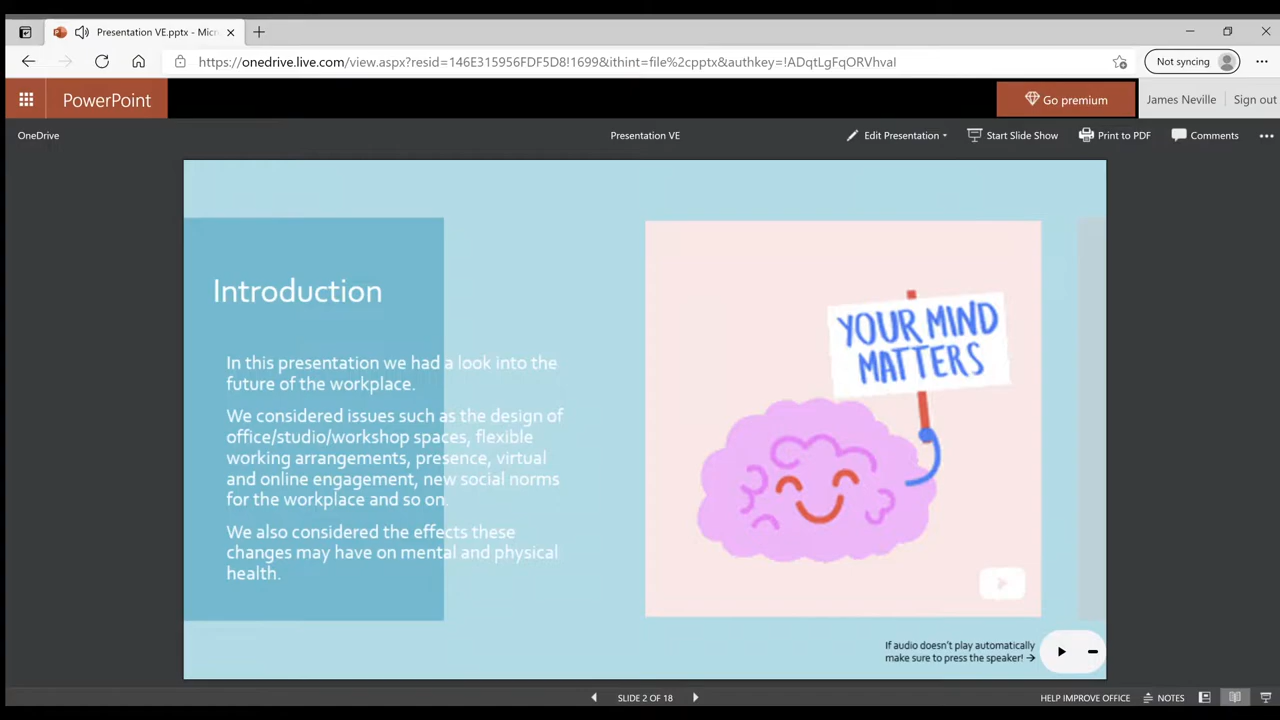 Presentation VE.pptx - Micr
https://onedrive.live.com/view.aspx?resid=146E315956FDF5D8!1699&ithint=file%2cpptx&authkey=!ADqtLgFqORVhvaI
Not syncing
PowerPoint
Go premium
James Neville
Sign out
OneDrive
Presentation VE
Edit Presentation
Start Slide Show
Print to PDF
Comments
Introduction
In this presentation we had a look into the
future of the workplace.
We considered issues such as the design of
office/studio/workshop spaces, flexible
working arrangements, presence, virtual
and online engagement, new social norms
for the workplace and so on.
We also considered the effects these
changes may have on mental and physical
health.
YOUR MIND
MATTERS
If audio doesn't play automatically
make sure to press the speaker! →
SLIDE 2 OF 18
HELP IMPROVE OFFICE
NOTES